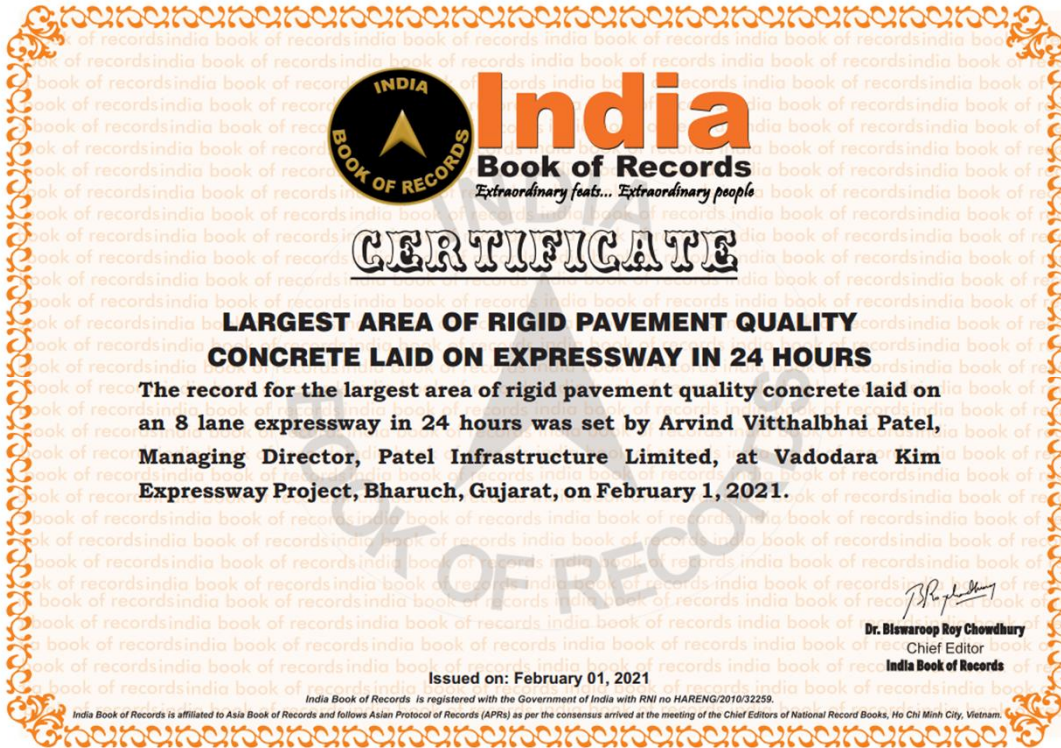 INDIA
BOOK OF RECORDS
India
Book of Records
Extraordinary feats... Extraordinary people
CERTIFICATE
LARGEST AREA OF RIGID PAVEMENT QUALITY
CONCRETE LAID ON EXPRESSWAY IN 24 HOURS
The record for the largest area of rigid pavement quality concrete laid on
an 8 lane expressway in 24 hours was set by Arvind Vitthalbhai Patel,
Managing Director, Patel Infrastructure Limited, at Vadodara Kim
Expressway Project, Bharuch, Gujarat, on February 1, 2021.
INDIA
BOOK OF RECORDS
Dr. Biswaroop Roy Chowdhury
Chief Editor
India Book of Records
Issued on: February 01, 2021
India Book of Records is registered with the Government of India with RNI no HARENG/2010/32259.
India Book of Records is affiliated to Asia Book of Records and follows Asian Protocol of Records (APRs) as per the consensus arrived at the meeting of the Chief Editors of National Record Books, Ho Chi Minh City, Vietnam.